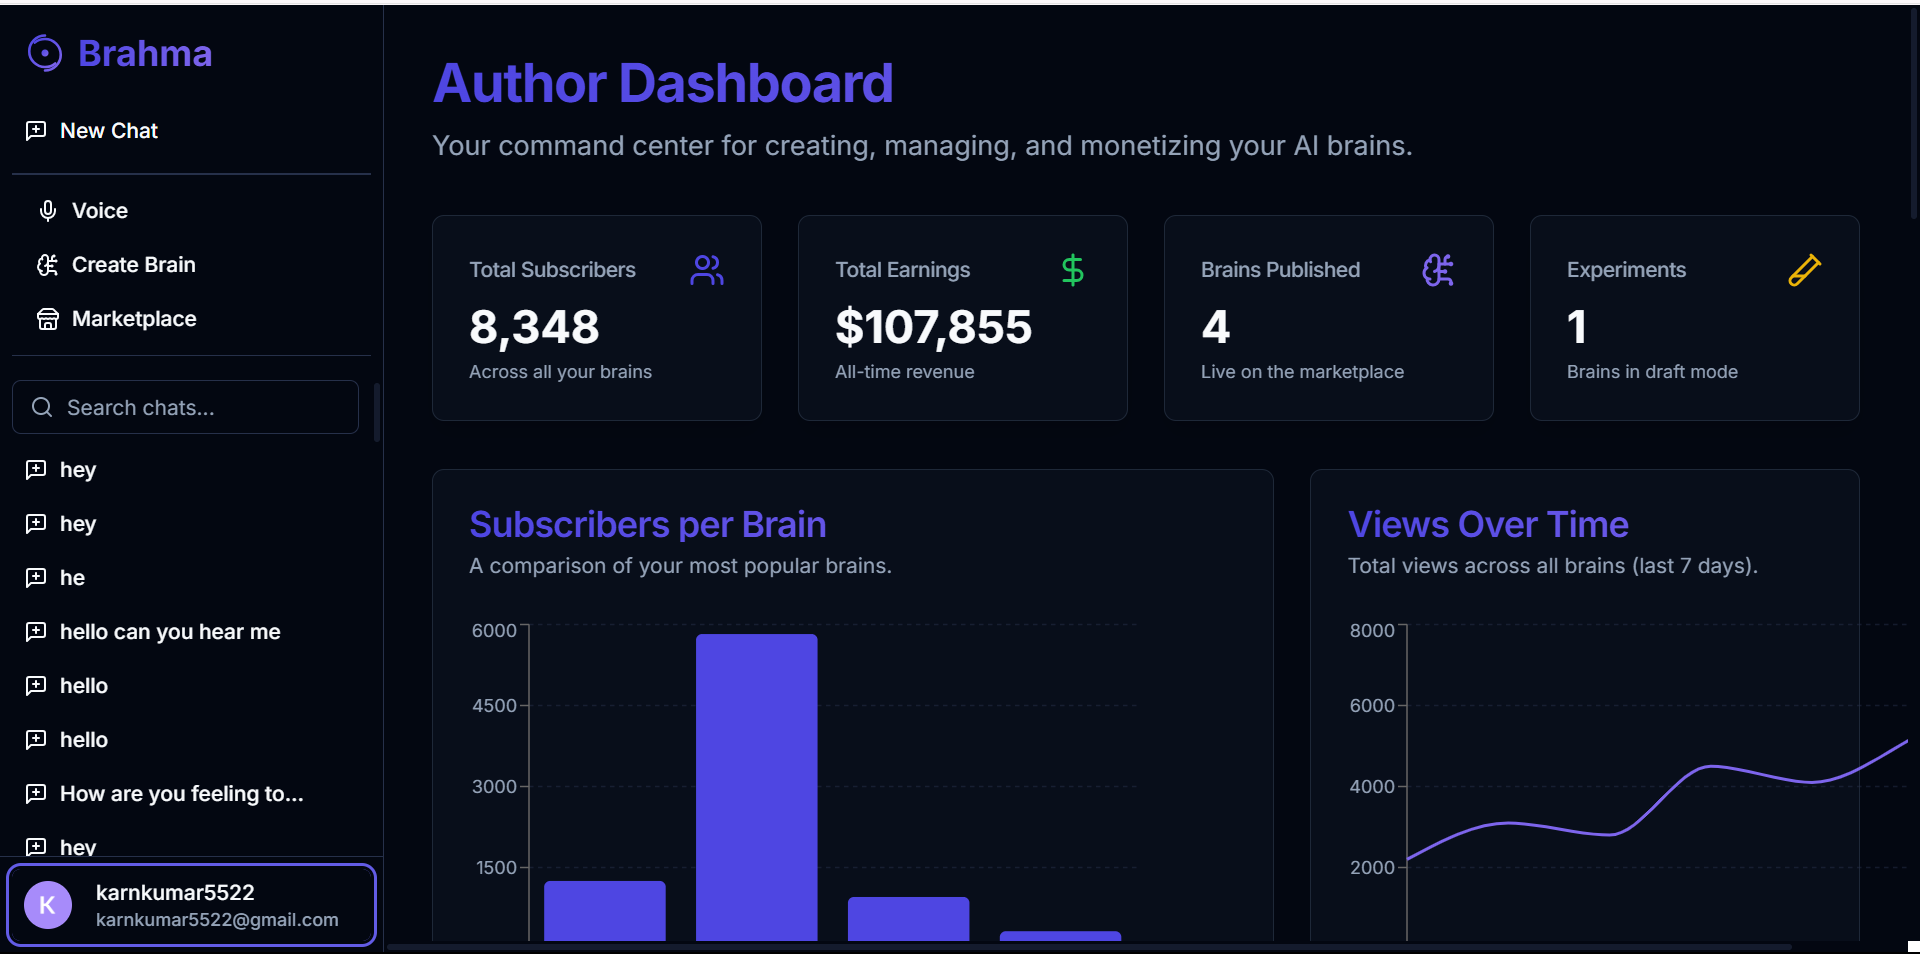 Brahma
New Chat
Voice
Create Brain
Marketplace
Search chats...
hey
hey
he
hello can you hear me
hello
hello
How are you feeling to...
hey
K
karnkumar5522
karnkumar5522@gmail.com
Author Dashboard
Your command center for creating, managing, and monetizing your AI brains.
Total Subscribers
8,348
Across all your brains
Total Earnings
$107,855
All-time revenue
Brains Published
4
Live on the marketplace
Experiments
1
Brains in draft mode
Subscribers per Brain
A comparison of your most popular brains.
6000
4500
3000
1500
Views Over Time
Total views across all brains (last 7 days).
8000
6000
4000
2000